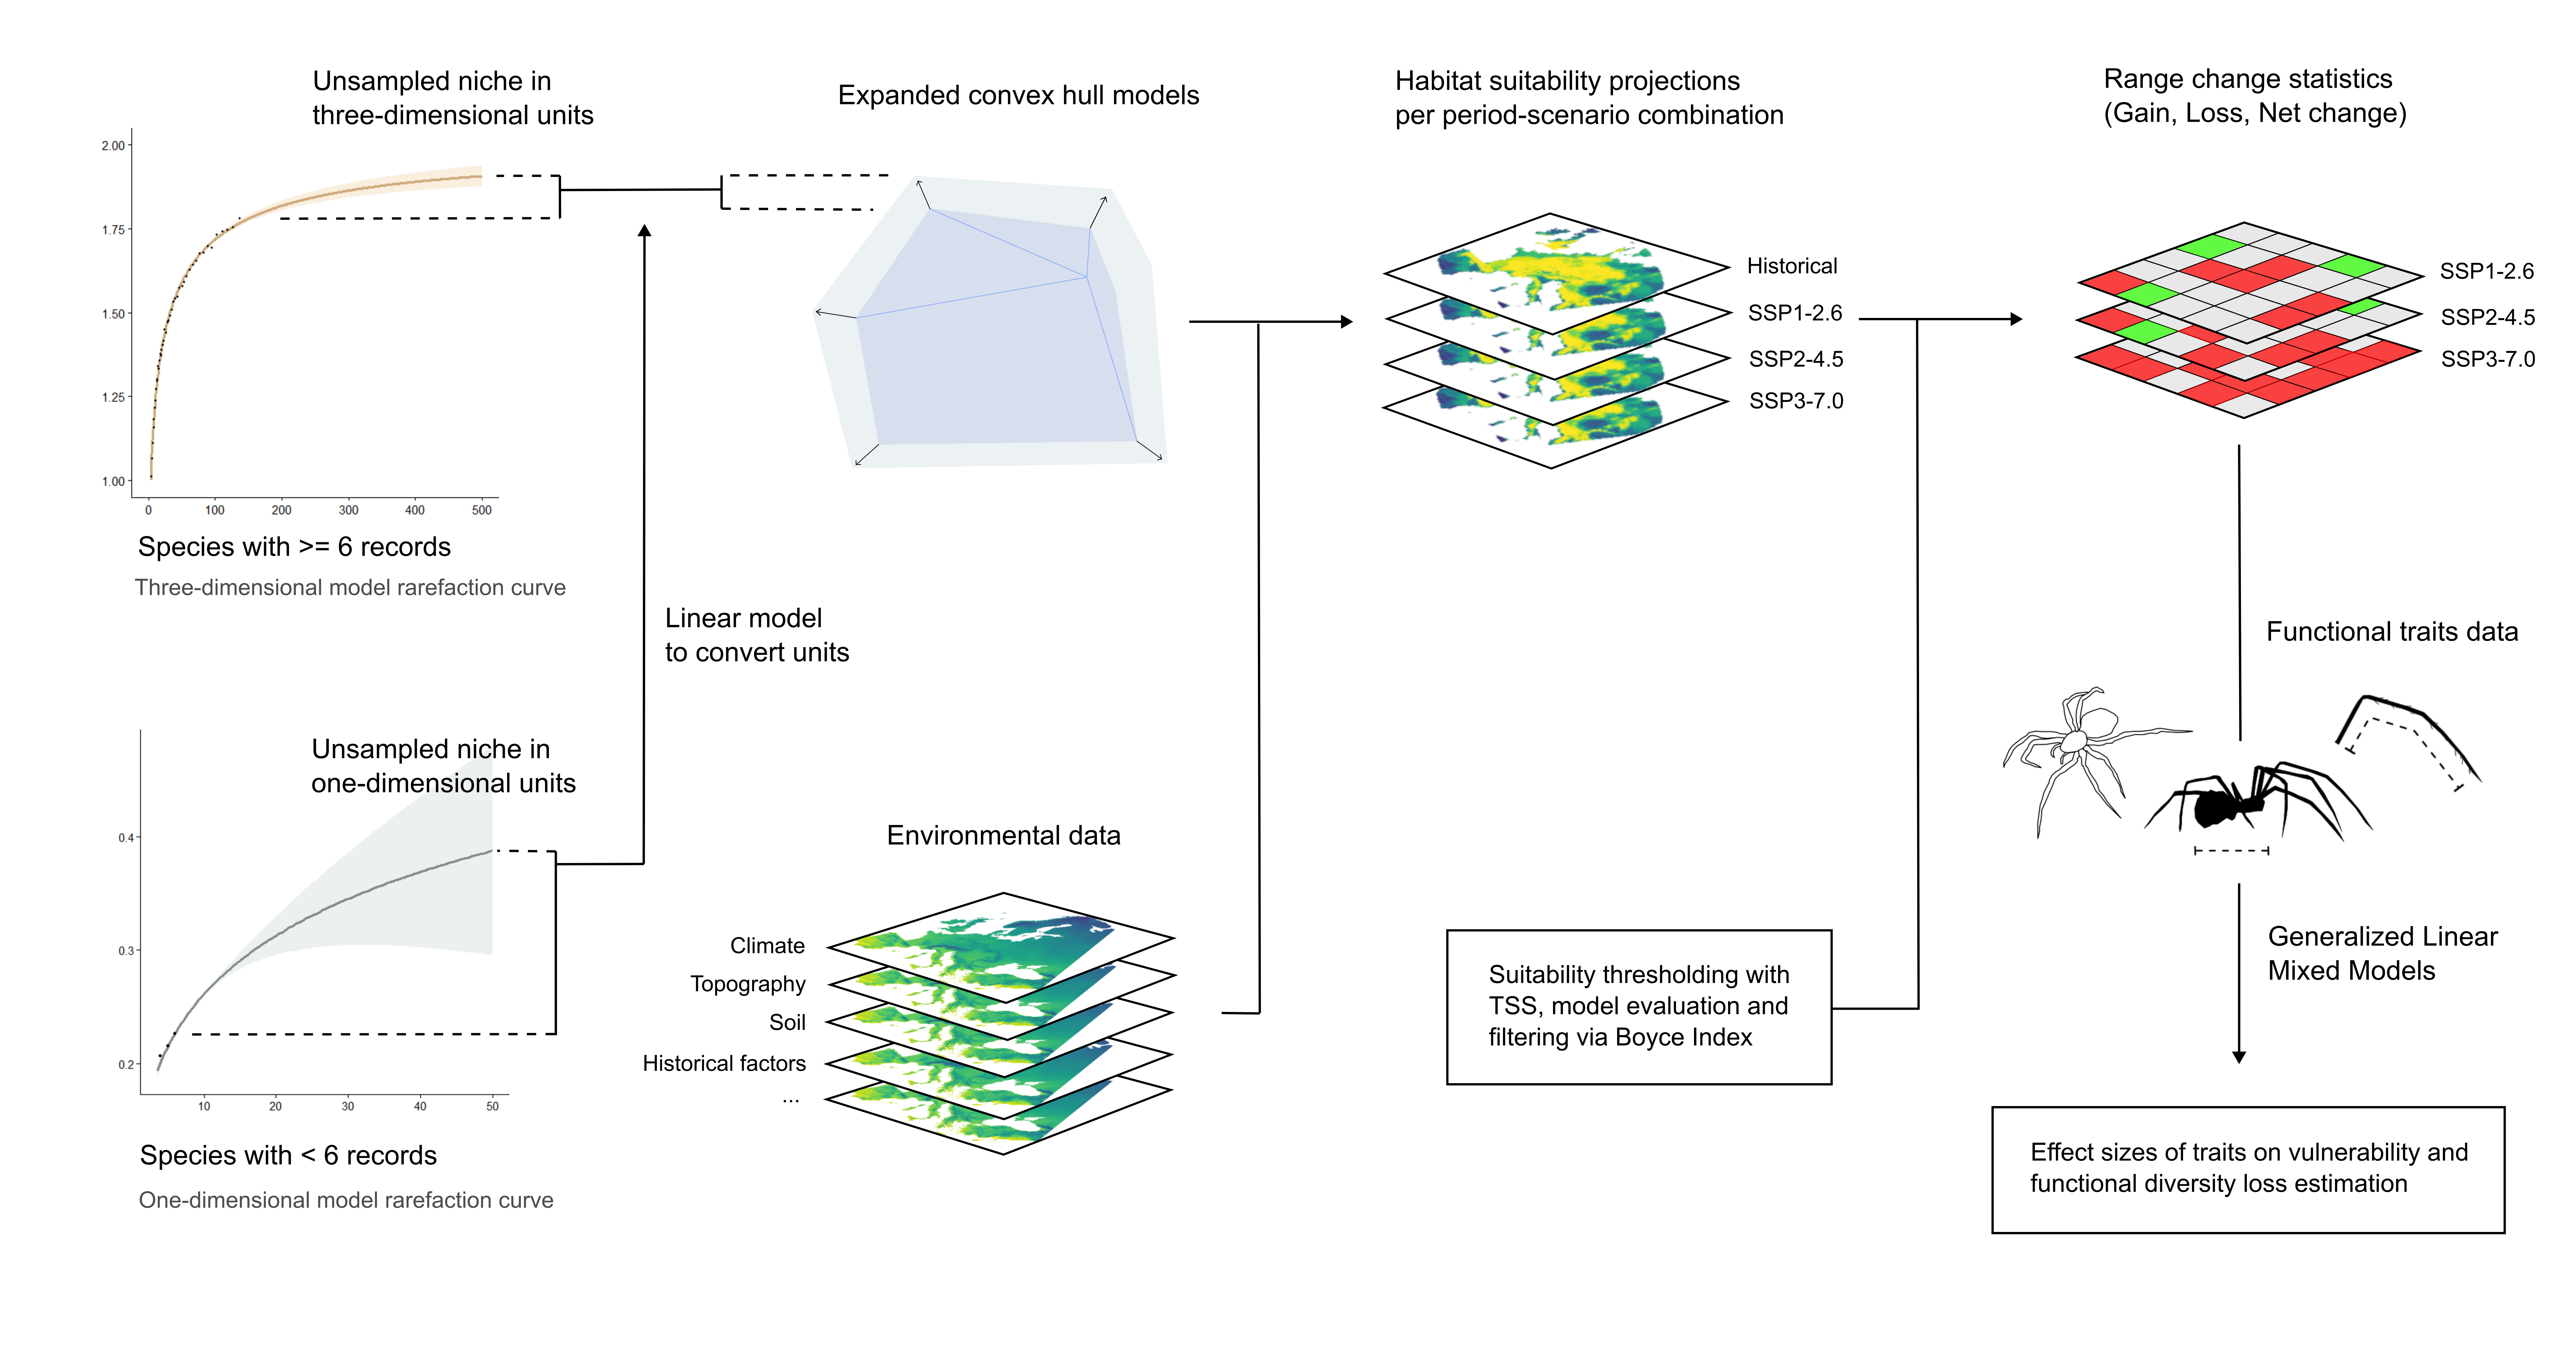 Unsampled niche in
three-dimensional units
2.00
1.75
1.50
1.25
1.00
0
100
200
300
400
500
Species with >= 6 records
Three-dimensional model rarefaction curve
Linear model
to convert units
Unsampled niche in
one-dimensional units
0.4
0.3
0.2
10
20
30
40
50
Species with < 6 records
One-dimensional model rarefaction curve
Expanded convex hull models
Environmental data
Climate
Topography
Soil
Historical factors
...
Habitat suitability projections
per period-scenario combination
Historical
SSP1-2.6
SSP2-4.5
SSP3-7.0
Suitability thresholding with
TSS, model evaluation and
filtering via Boyce Index
Range change statistics
(Gain, Loss, Net change)
SSP1-2.6
SSP2-4.5
SSP3-7.0
Functional traits data
Generalized Linear
Mixed Models
Effect sizes of traits on vulnerability and
functional diversity loss estimation